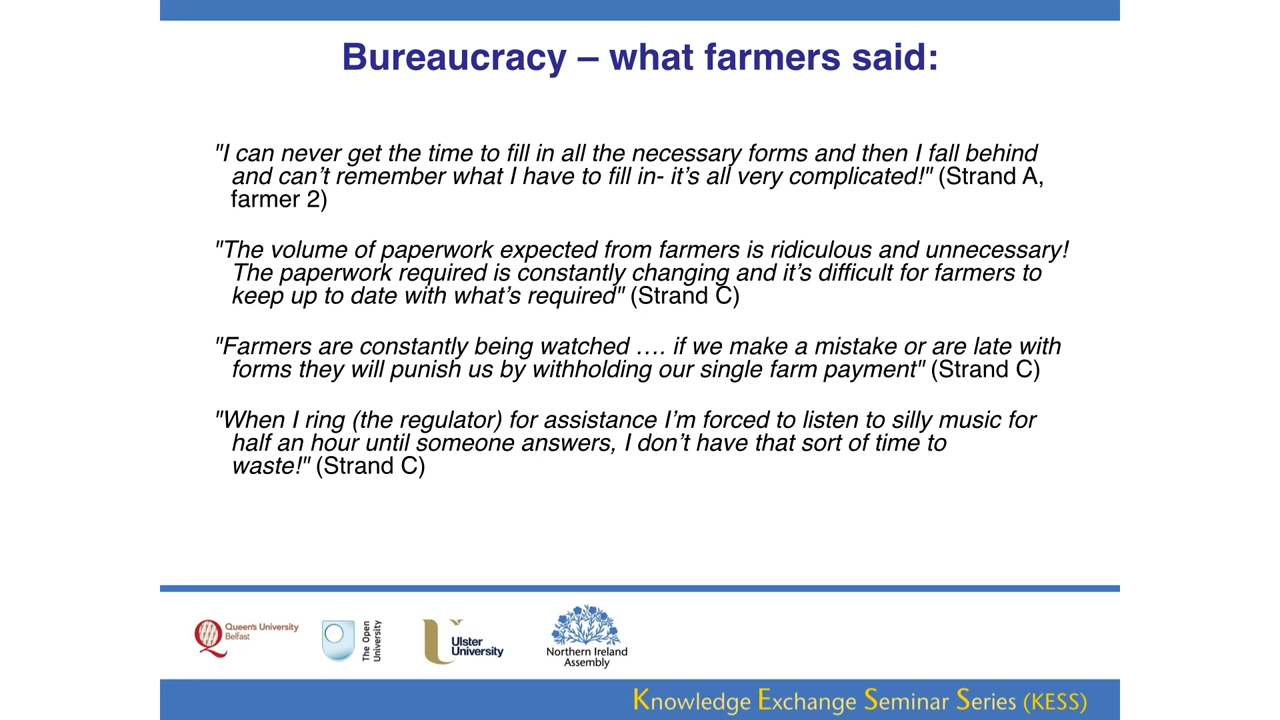 Bureaucracy – what farmers said:
"I can never get the time to fill in all the necessary forms and then I fall behind
and can’t remember what I have to fill in- it’s all very complicated!" (Strand A,
farmer 2)
"The volume of paperwork expected from farmers is ridiculous and unnecessary!
The paperwork required is constantly changing and it’s difficult for farmers to
keep up to date with what’s required" (Strand C)
"Farmers are constantly being watched …. if we make a mistake or are late with
forms they will punish us by withholding our single farm payment" (Strand C)
"When I ring (the regulator) for assistance I’m forced to listen to silly music for
half an hour until someone answers, I don’t have that sort of time to
waste!" (Strand C)
Queen's University
Belfast
The Open
University
Ulster
University
Northern Ireland
Assembly
Knowledge Exchange Seminar Series (KESS)